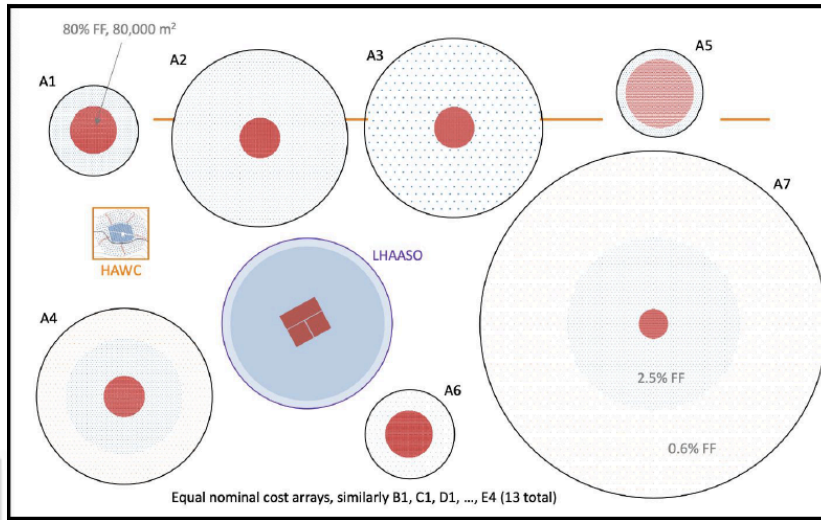 80% FF, 80,000 m²
A1
A2
A3
A5
A7
HAWC
LHAASO
A4
A6
2.5% FF
0.6% FF
Equal nominal cost arrays, similarly B1, C1, D1, ..., E4 (13 total)